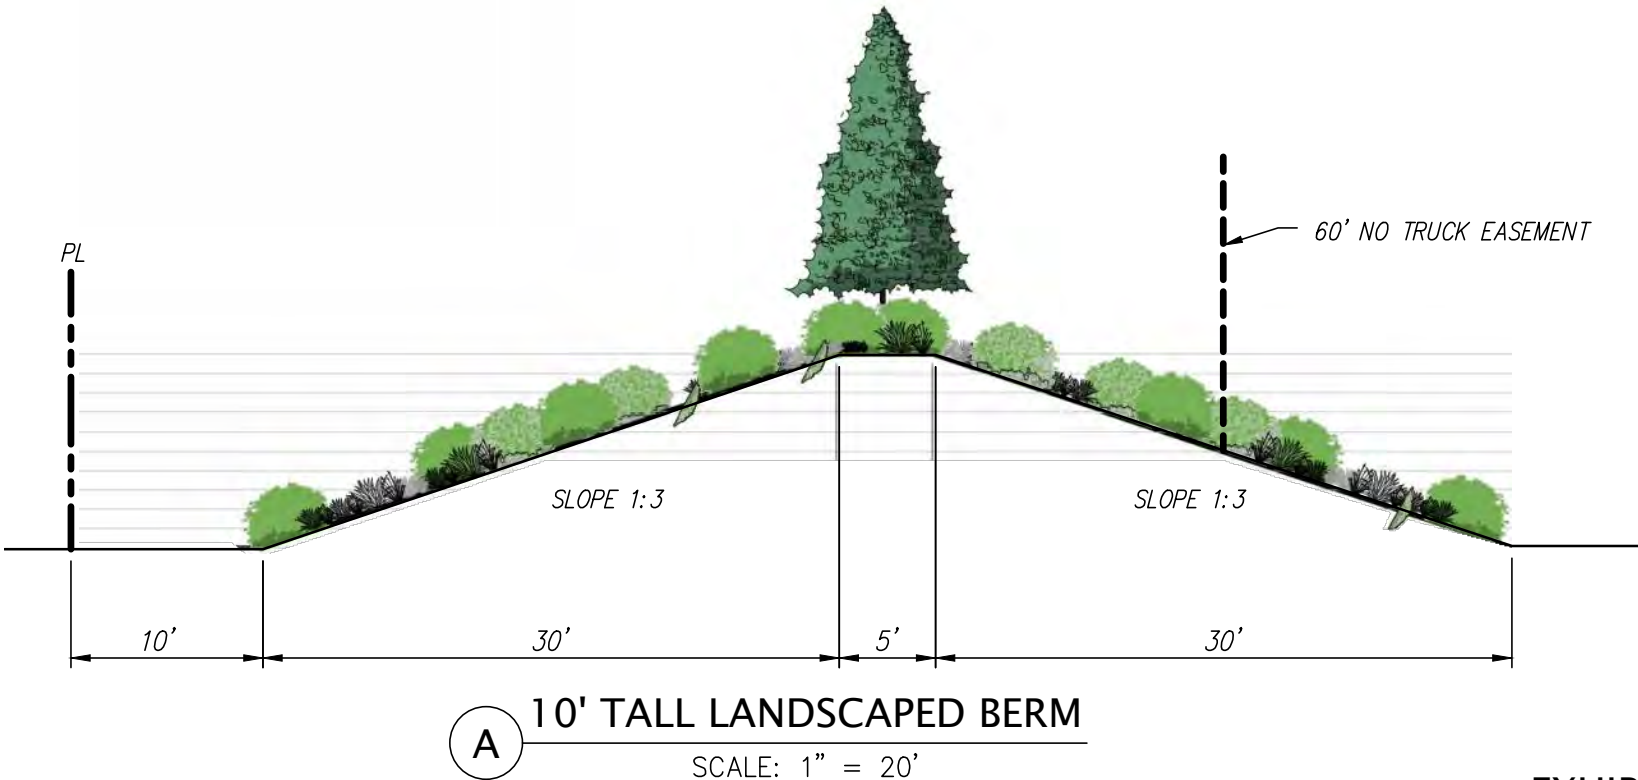 PL
60' NO TRUCK EASEMENT
SLOPE 1:3
SLOPE 1:3
10'
30'
5'
30'
A
10' TALL LANDSCAPED BERM
SCALE: 1" = 20'